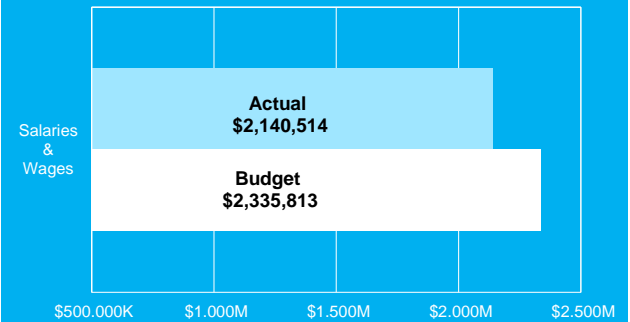 Actual
$2,140,514
Salaries
&
Wages
Budget
$2,335,813
$500.000K
$1.000M
$1.500M
$2.000M
$2.500M